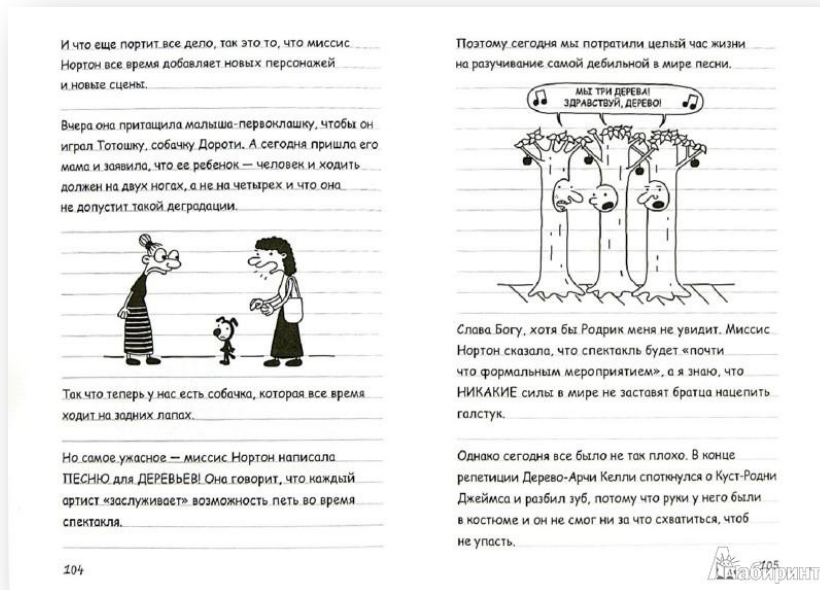 И что еще портит все дело, так это то, что миссис
Нортон все время добавляет новых персонажей
и новые сцены.
Вчера она притащила малыша-первоклашку, чтобы он
играл Тотошку, собачку Дороти. А сегодня пришла его
мама и заявила, что ее ребенок — человек и ходить
должен на двух ногах, а не на четырех и что она
не допустит такой деградации.
Так что теперь у нас есть собачка, которая все время
ходит на задних лапах.
Но самое ужасное — миссис Нортон написала
ПЕСНЮ для ДЕРЕВЬЕВ! Она говорит, что каждый
артист «заслуживает» возможность петь во время
спектакля.
104
Поэтому сегодня мы потратили целый час жизни
на разучивание самой дебильной в мире песни.
МЫ ТРИ ДЕРЕВА!
ЗДРАВСТВУЙ, ДЕРЕВО!
Слава Богу, хотя бы Родрик меня не увидит. Миссис
Нортон сказала, что спектакль будет «почти
что формальным мероприятием», а я знаю, что
НИКАКИЕ силы в мире не заставят братца нацепить
галстук.
Однако сегодня все было не так плохо. В конце
репетиции Дерево-Арчи Келли споткнулся о Куст-Родни
Джеймса и разбил зуб, потому что руки у него были
в костюме и он не смог ни за что схватиться, чтоб
не упасть.
105
Лабиринт